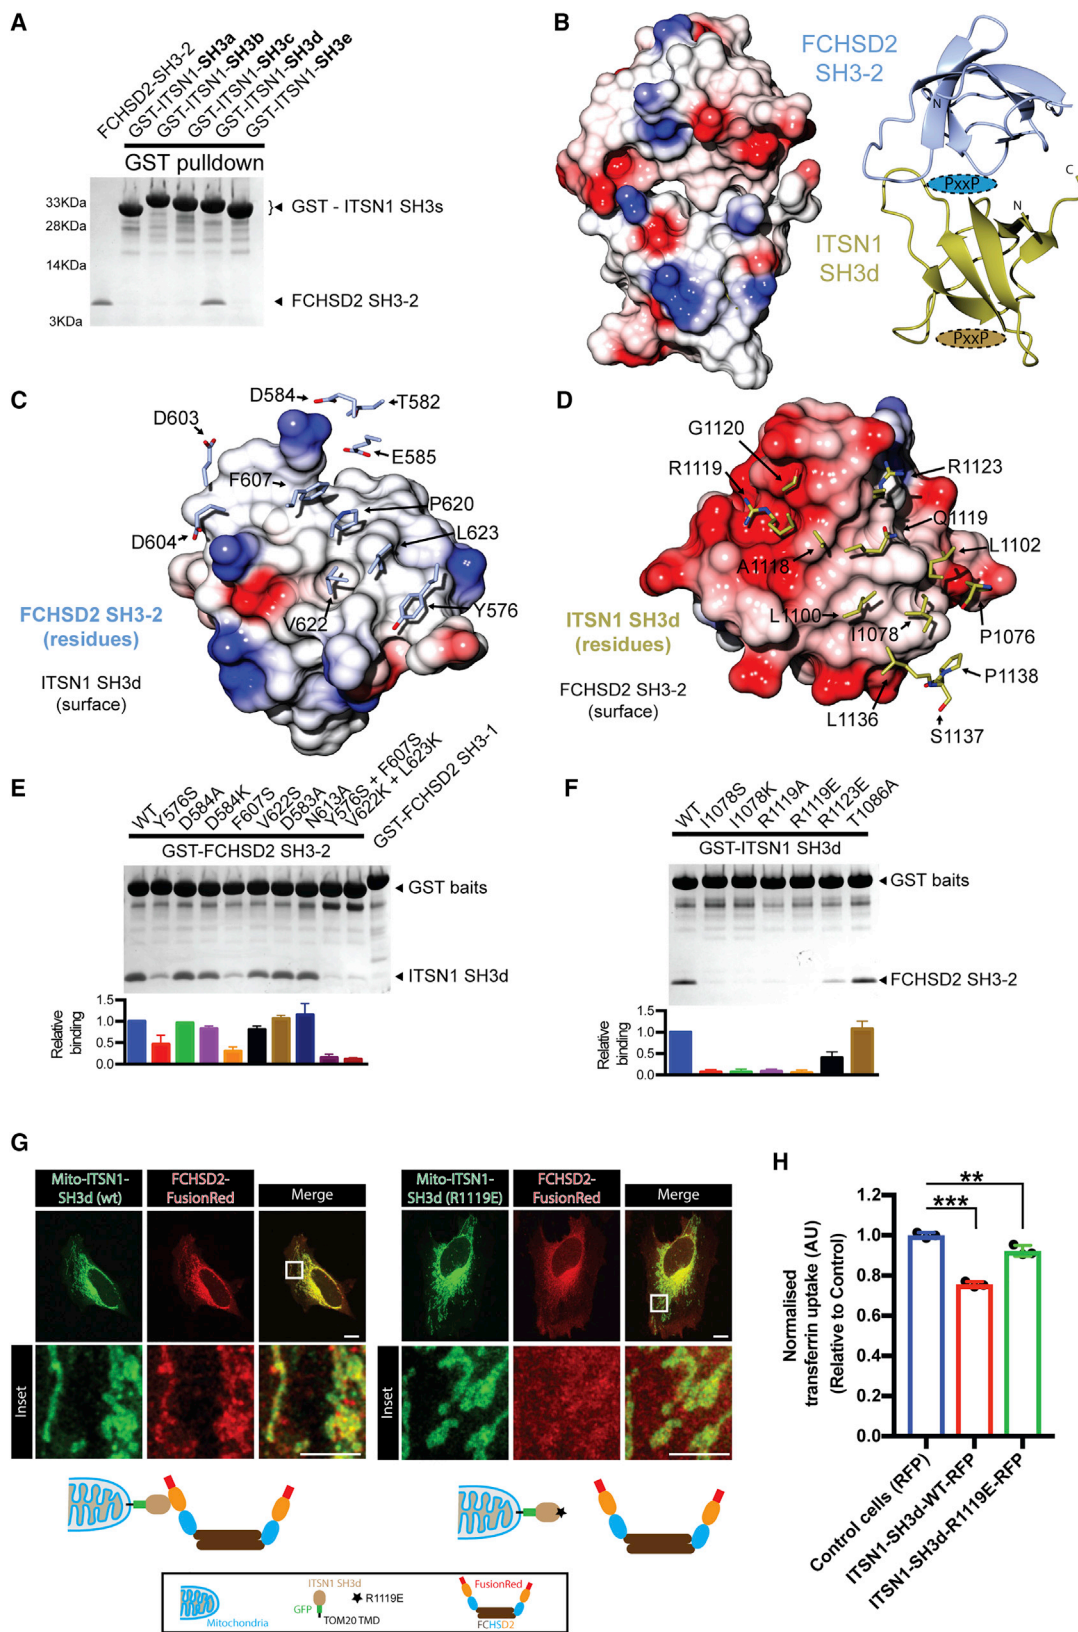 A
FCHSD2-SH3-2
GST-ITSN1-SH3a
GST-ITSN1-SH3b
GST-ITSN1-SH3c
GST-ITSN1-SH3d
GST-ITSN1-SH3e
GST pulldown
33KDa
28KDa
14KDa
3KDa
GST - ITSN1 SH3s
FCHSD2 SH3-2
B
FCHSD2
SH3-2
ITSN1
SH3d
N
C
PxxP
C
N
PxxP
C
D584
T582
D603
E585
F607
P620
D604
L623
V622
Y576
FCHSD2 SH3-2
(residues)
ITSN1 SH3d
(surface)
D
G1120
R1119
R1123
Q1119
L1102
A1118
L1100
I1078
P1076
P1138
L1136
S1137
ITSN1 SH3d
(residues)
FCHSD2 SH3-2
(surface)
E
WT
Y576S
D584A
D584K
F607S
V622S
D583A
N613A
Y576S + F607S
V622K + L623K
GST-FCHSD2 SH3-1
GST-FCHSD2 SH3-2
GST baits
ITSN1 SH3d
Relative
binding
1.5
1.0
0.5
0.0
F
WT
I1078S
I1078K
R1119A
R1119E
R1123E
T1086A
GST-ITSN1 SH3d
GST baits
FCHSD2 SH3-2
Relative
binding
1.5
1.0
0.5
0.0
G
Mito-ITSN1-
SH3d (wt)
FCHSD2-
FusionRed
Merge
Mito-ITSN1-
SH3d (R1119E)
FCHSD2-
FusionRed
Merge
Inset
Inset
Mitochondria
ITSN1 SH3d
GFP
TOM20 TMD
R1119E
FusionRed
FCHSD2
H
Normalised
transferrin uptake (AU)
(Relative to Control)
1.2
1.0
0.8
0.6
0.4
0.2
0.0
**
***
Control cells (RFP)
ITSN1-SH3d-WT-RFP
ITSN1-SH3d-R1119E-RFP